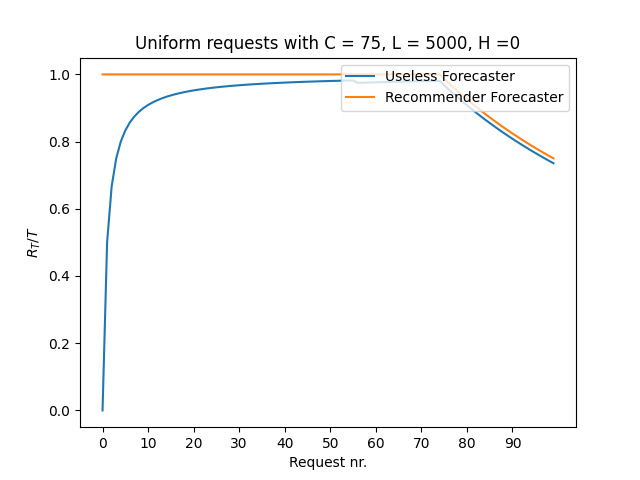 Uniform requests with C = 75, L = 5000, H =0
Useless Forecaster
Recommender Forecaster
1.0
0.8
0.6
0.4
0.2
0.0
R_T/T
0 10 20 30 40 50 60 70 80 90
Request nr.